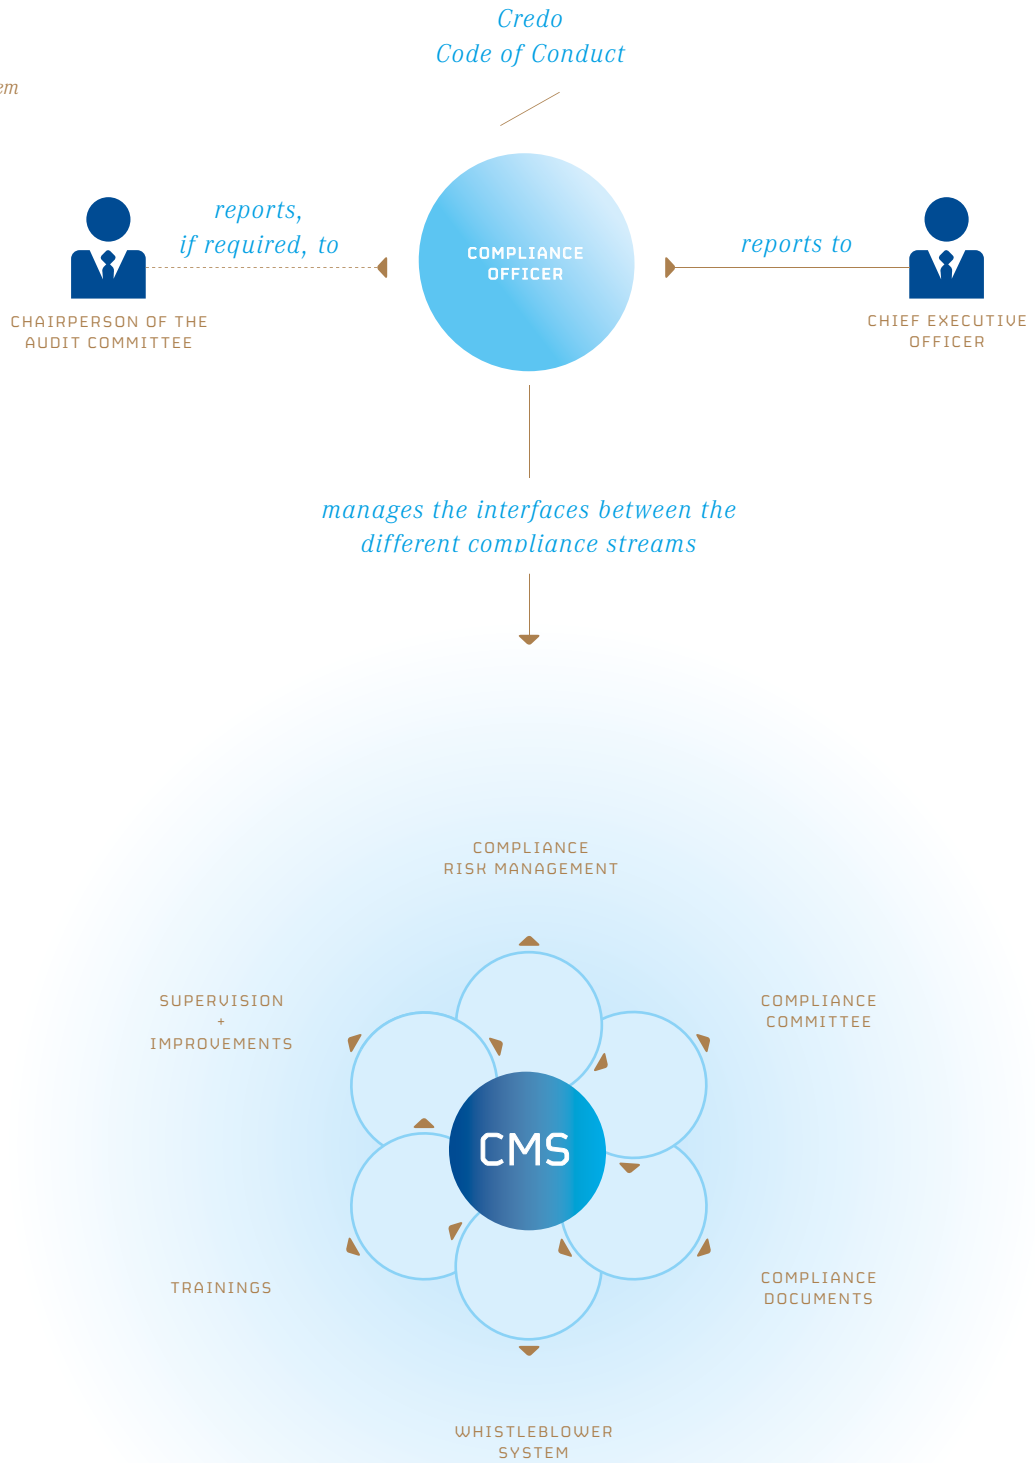 Credo
Code of Conduct
em
reports,
if required, to
COMPLIANCE
OFFICER
reports to
CHAIRPERSON OF THE
AUDIT COMMITTEE
CHIEF EXECUTIVE
OFFICER
manages the interfaces between the
different compliance streams
COMPLIANCE
RISK MANAGEMENT
SUPERVISION
+
IMPROVEMENTS
COMPLIANCE
COMMITTEE
CMS
TRAININGS
COMPLIANCE
DOCUMENTS
WHISTLEBLOWER
SYSTEM